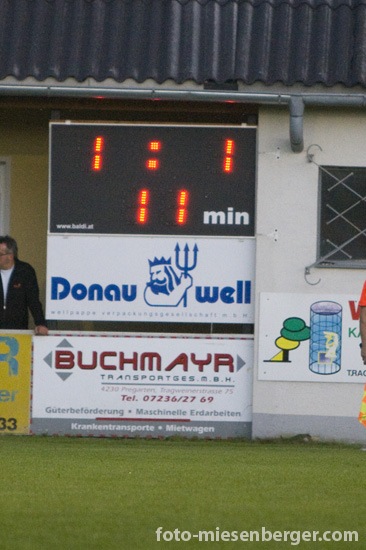 1 : 1
11 min
www.baldi.at
Donau well
wellpappe verpackungsgesellschaft m b h
BUCHMAYR
TRANSPORTGES.M.B.H.
4230 Pregarten, Tragweinerstrasse 75
Tel. 07236/27 69
Güterbeförderung • Maschinelle Erdarbeiten
Krankentransporte • Mietwagen
33
foto-miesenberger.com